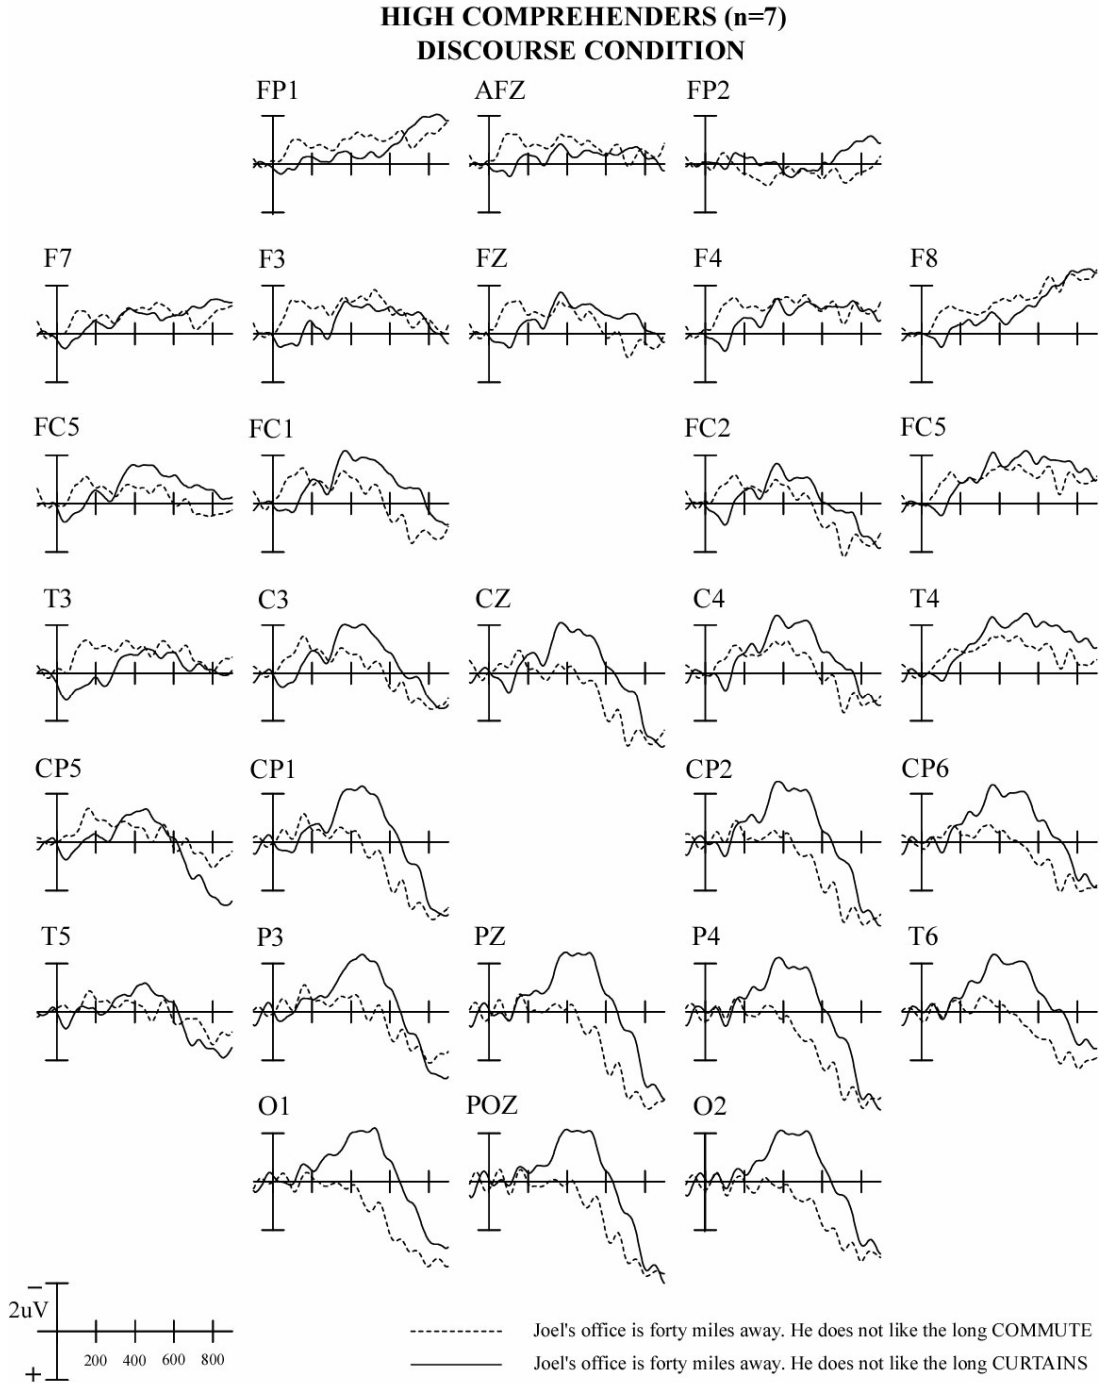 HIGH COMPREHENDERS (n=7)
DISCOURSE CONDITION
FP1 AFZ FP2
F7 F3 FZ F4 F8
FC5 FC1 FC2 FC5
T3 C3 CZ C4 T4
CP5 CP1 CP2 CP6
T5 P3 PZ P4 T6
O1 POZ O2
−
2uV
+
200 400 600 800
Joel's office is forty miles away. He does not like the long COMMUTE
Joel's office is forty miles away. He does not like the long CURTAINS